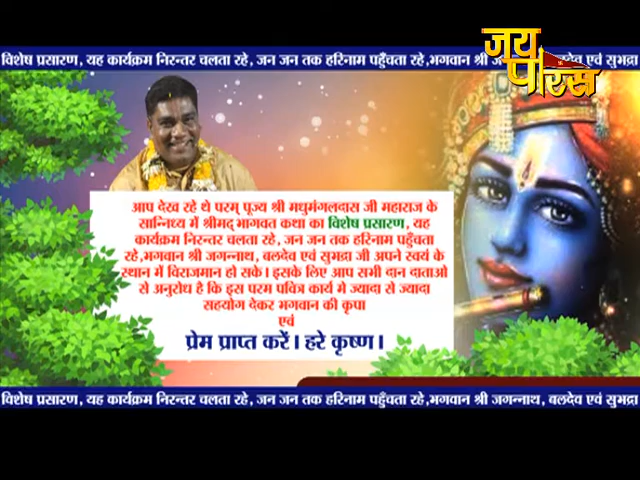 विशेष प्रसारण, यह कार्यक्रम निरन्तर चलता रहे, जन जन तक हरिनाम पहुँचता रहे,भगवान श्री बलदेव एवं सुभद्रा
जय
पारस
आप देख रहे थे परम् पूज्य श्री मधुमंगलदास जी महाराज के
सान्निध्य में श्रीमद् भागवत कथा का विशेष प्रसारण, यह
कार्यक्रम निरन्तर चलता रहे, जन जन तक हरिनाम पहुँचता
रहे,भगवान श्री जगन्नाथ, बलदेव एवं सुभद्रा जी अपने स्वयं के
स्थान में विराजमान हो सके। इसके लिए आप सभी दान दाताओ
से अनुरोध है कि इस परम पवित्र कार्य मे ज्यादा से ज्यादा
सहयोग देकर भगवान की कृपा
एवं
प्रेम प्राप्त करें। हरे कृष्ण।
विशेष प्रसारण, यह कार्यक्रम निरन्तर चलता रहे, जन जन तक हरिनाम पहुँचता रहे,भगवान श्री जगन्नाथ, बलदेव एवं सुभद्रा